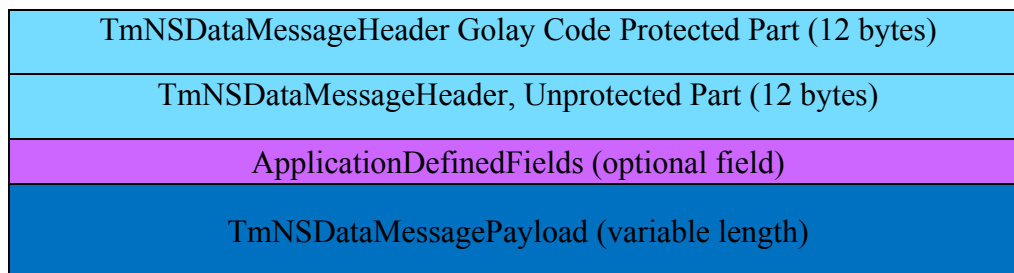 TmNSDataMessageHeader Golay Code Protected Part (12 bytes)
TmNSDataMessageHeader, Unprotected Part (12 bytes)
ApplicationDefinedFields (optional field)
TmNSDataMessagePayload (variable length)